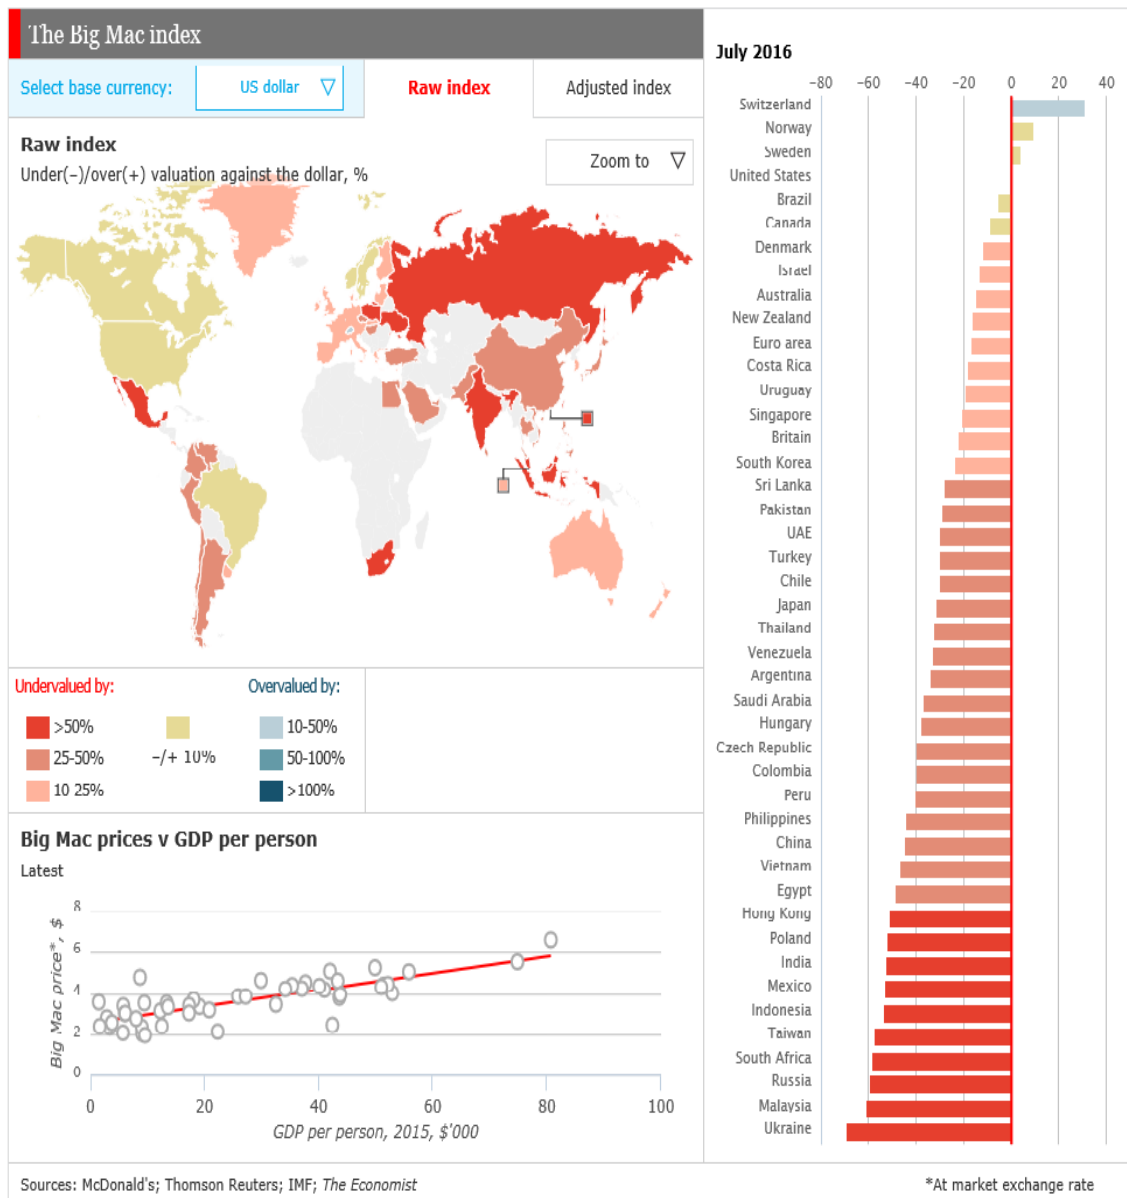 The Big Mac index
Select base currency:
US dollar
Raw index
Adjusted index
Raw index
Under(−)/over(+) valuation against the dollar, %
Zoom to
Undervalued by:
Overvalued by:
>50%
10-50%
25-50%
−/+ 10%
50-100%
10 25%
>100%
Big Mac prices v GDP per person
Latest
Big Mac price*, $
8
6
4
2
0
0
20
40
60
80
100
GDP per person, 2015, $'000
July 2016
-80
-60
-40
-20
0
20
40
Switzerland
Norway
Sweden
United States
Brazil
Canada
Denmark
Israel
Australia
New Zealand
Euro area
Costa Rica
Uruguay
Singapore
Britain
South Korea
Sri Lanka
Pakistan
UAE
Turkey
Chile
Japan
Thailand
Venezuela
Argentina
Saudi Arabia
Hungary
Czech Republic
Colombia
Peru
Philippines
China
Vietnam
Egypt
Hong Kong
Poland
India
Mexico
Indonesia
Taiwan
South Africa
Russia
Malaysia
Ukraine
Sources: McDonald's; Thomson Reuters; IMF; The Economist
*At market exchange rate